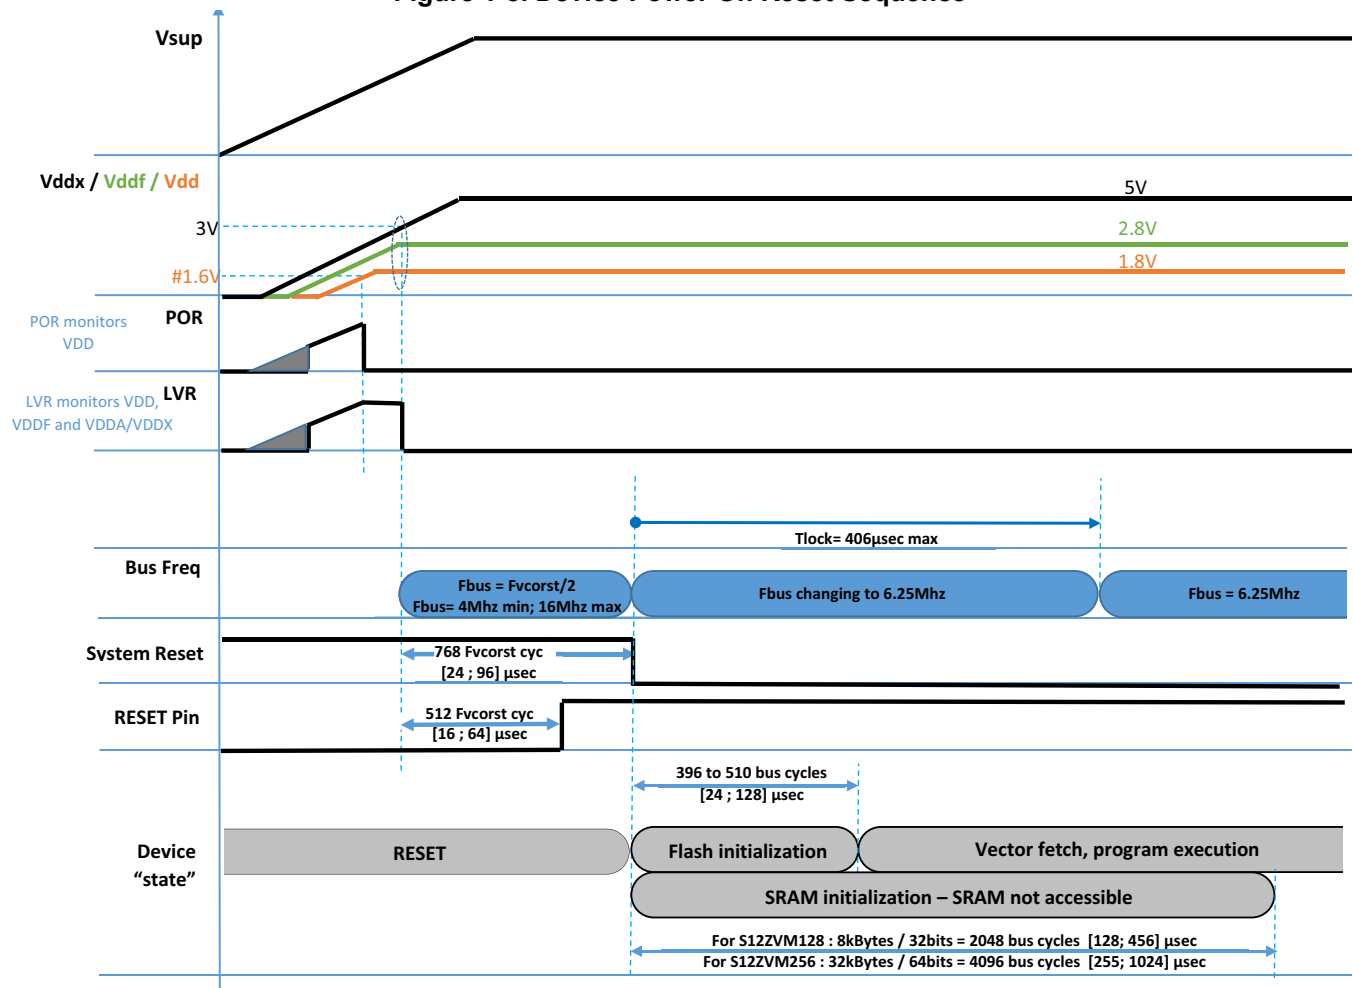 Vsup
Vddx / Vddf / Vdd
5V
3V
2.8V
#1.6V
1.8V
POR
POR monitors
VDD
LVR
LVR monitors VDD,
VDDF and VDDA/VDDX
Tlock= 406µsec max
Bus Freq
Fbus = Fvcorst/2
Fbus= 4Mhz min; 16Mhz max
Fbus changing to 6.25Mhz
Fbus = 6.25Mhz
System Reset
768 Fvcorst cyc
[24 ; 96] µsec
RESET Pin
512 Fvcorst cyc
[16 ; 64] µsec
396 to 510 bus cycles
[24 ; 128] µsec
Device
“state”
RESET
Flash initialization
Vector fetch, program execution
SRAM initialization – SRAM not accessible
For S12ZVM128 : 8kBytes / 32bits = 2048 bus cycles [128; 456] µsec
For S12ZVM256 : 32kBytes / 64bits = 4096 bus cycles [255; 1024] µsec